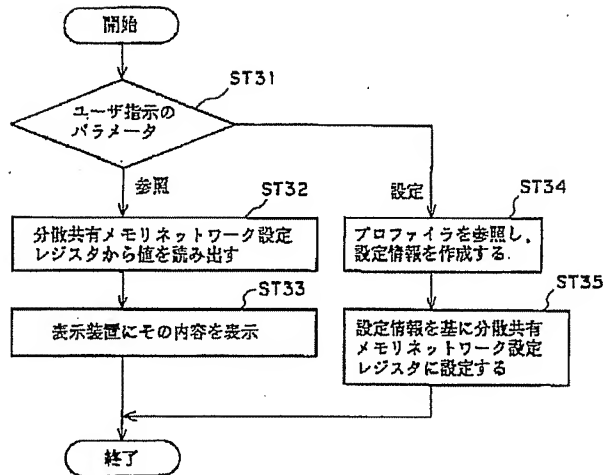 開始
ST31
ユーザ指示の
パラメータ
参照
設定
ST32
分散共有メモリネットワーク設定
レジスタから値を読み出す
ST33
表示装置にその内容を表示
ST34
プロファイラを参照し、
設定情報を作成する.
ST35
設定情報を基に分散共有
メモリネットワーク設定
レジスタに設定する
終了